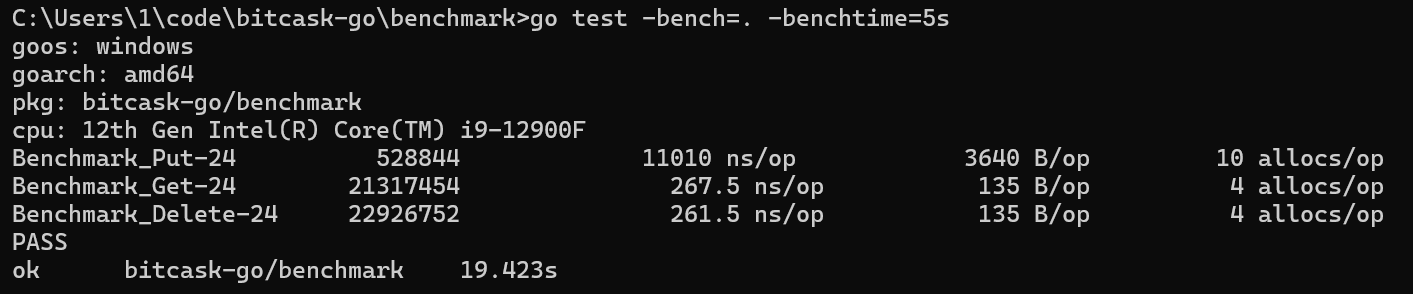 C:\Users\1\code\bitcask-go\benchmark>go test -bench=. -benchtime=5s
goos: windows
goarch: amd64
pkg: bitcask-go/benchmark
cpu: 12th Gen Intel(R) Core(TM) i9-12900F
Benchmark_Put-24          528844             11010 ns/op          3640 B/op         10 allocs/op
Benchmark_Get-24        21317454               267.5 ns/op           135 B/op          4 allocs/op
Benchmark_Delete-24     22926752               261.5 ns/op           135 B/op          4 allocs/op
PASS
ok      bitcask-go/benchmark    19.423s